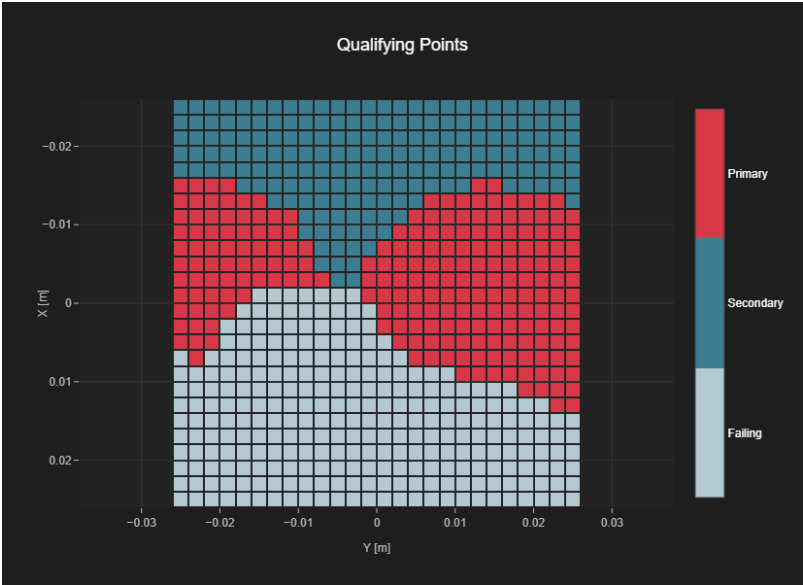 Qualifying Points
−0.02
−0.01
0
0.01
0.02
X [m]
−0.03
−0.02
−0.01
0
0.01
0.02
0.03
Y [m]
Primary
Secondary
Failing